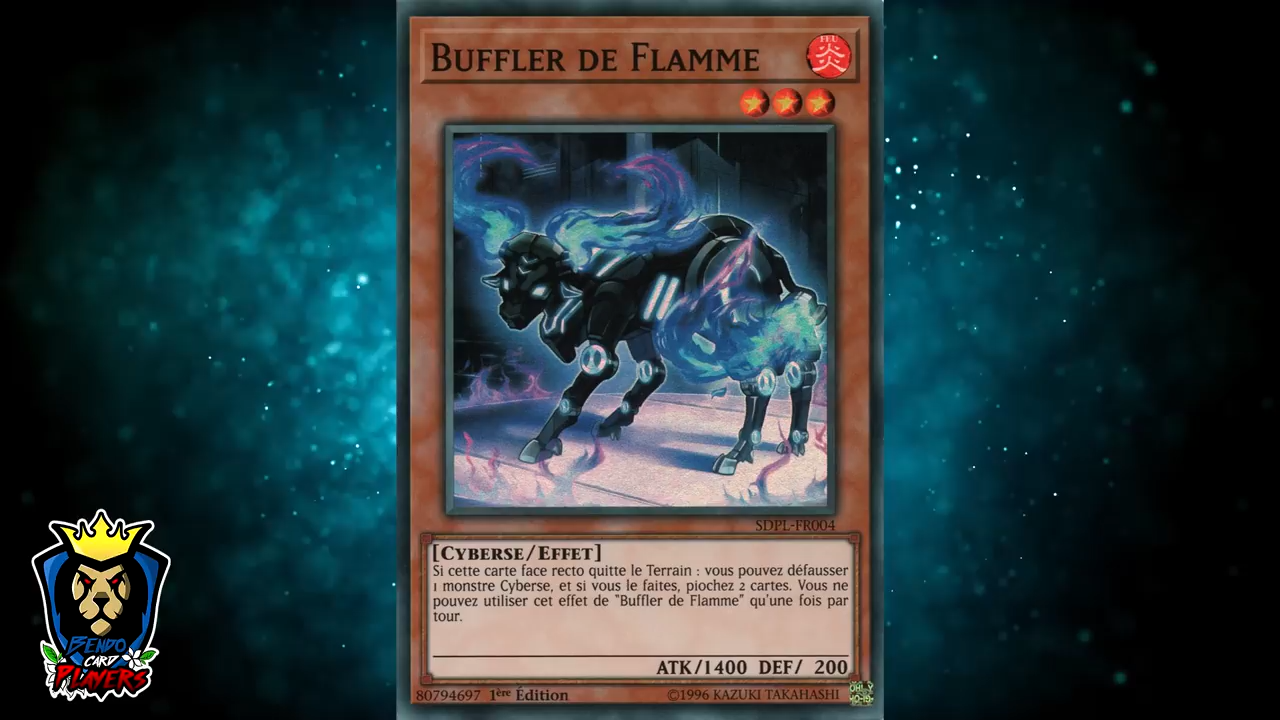 BUFFLER DE FLAMME
FEU
炎
SDPL-FR004
[CYBERSE/EFFET]
Si cette carte face recto quitte le Terrain : vous pouvez défausser
1 monstre Cyberse, et si vous le faites, piochez 2 cartes. Vous ne
pouvez utiliser cet effet de "Buffler de Flamme" qu'une fois par
tour.
ATK/1400 DEF/ 200
80794697 1ère Édition
©1996 KAZUKI TAKAHASHI
BENDO
CARD
PLAYERS